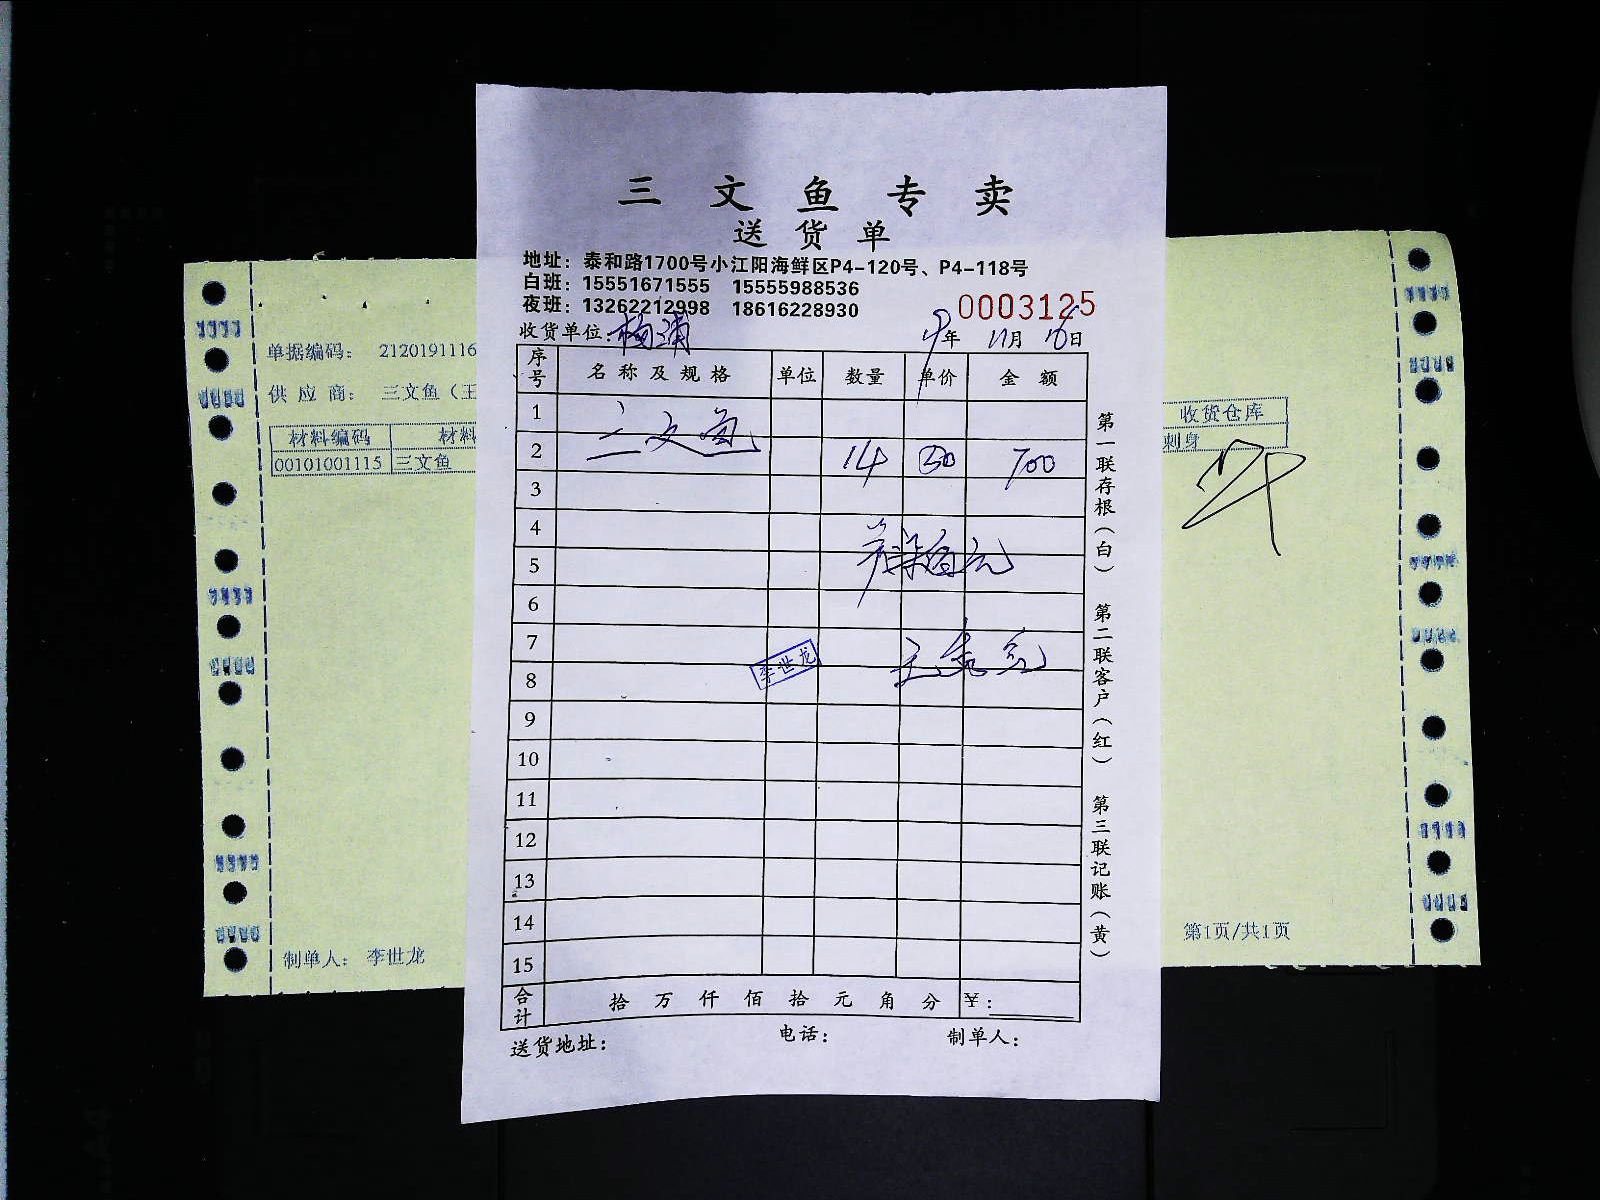 三文鱼专卖
送货单
地址：泰和路1700号小江阳海鲜区P4-120号、P4-118号
白班：15551671555 15555988536
夜班：13262212998 18616228930
0003125
收货单位：杨浦 19年 11月 16日
序号 名称及规格 单位 数量 单价 金额
1 三文鱼
2 14 50 700
3
4
5
6
7
8
李世龙
9
10
11
12
13
14
15
合计 拾万仟佰拾元角分 ¥：
送货地址： 电话： 制单人：
第一联存根（白） 第二联客户（红） 第三联记账（黄）
单据编码： 2120191116
供应商： 三文鱼（王
材料编码 材料
00101001115 三文鱼
制单人： 李世龙
收货仓库
刺身
第1页/共1页